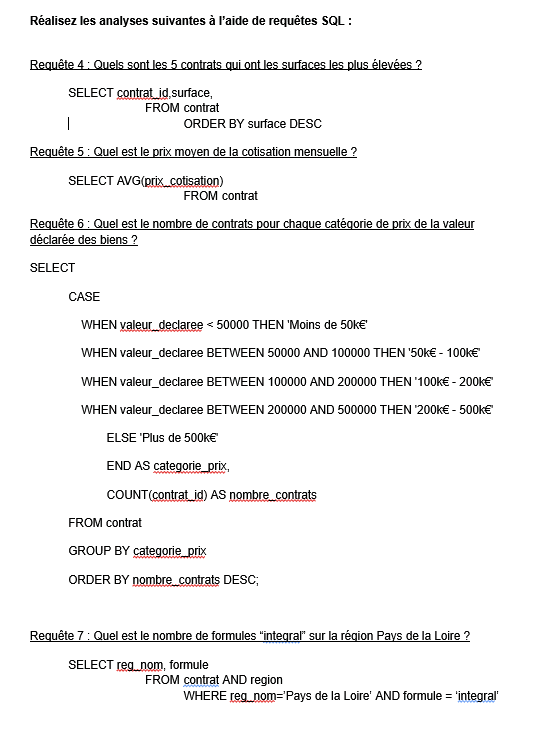 Réalisez les analyses suivantes à l’aide de requêtes SQL :
Requête 4 : Quels sont les 5 contrats qui ont les surfaces les plus élevées ?
SELECT contrat_id,surface,
FROM contrat
ORDER BY surface DESC
Requête 5 : Quel est le prix moyen de la cotisation mensuelle ?
SELECT AVG(prix_cotisation)
FROM contrat
Requête 6 : Quel est le nombre de contrats pour chaque catégorie de prix de la valeur
déclarée des biens ?
SELECT
CASE
WHEN valeur_declaree < 50000 THEN 'Moins de 50k€'
WHEN valeur_declaree BETWEEN 50000 AND 100000 THEN '50k€ - 100k€'
WHEN valeur_declaree BETWEEN 100000 AND 200000 THEN '100k€ - 200k€'
WHEN valeur_declaree BETWEEN 200000 AND 500000 THEN '200k€ - 500k€'
ELSE 'Plus de 500k€'
END AS categorie_prix,
COUNT(contrat_id) AS nombre_contrats
FROM contrat
GROUP BY categorie_prix
ORDER BY nombre_contrats DESC;
Requête 7 : Quel est le nombre de formules “integral” sur la région Pays de la Loire ?
SELECT reg_nom, formule
FROM contrat AND region
WHERE reg_nom=’Pays de la Loire’ AND formule = ‘integral’